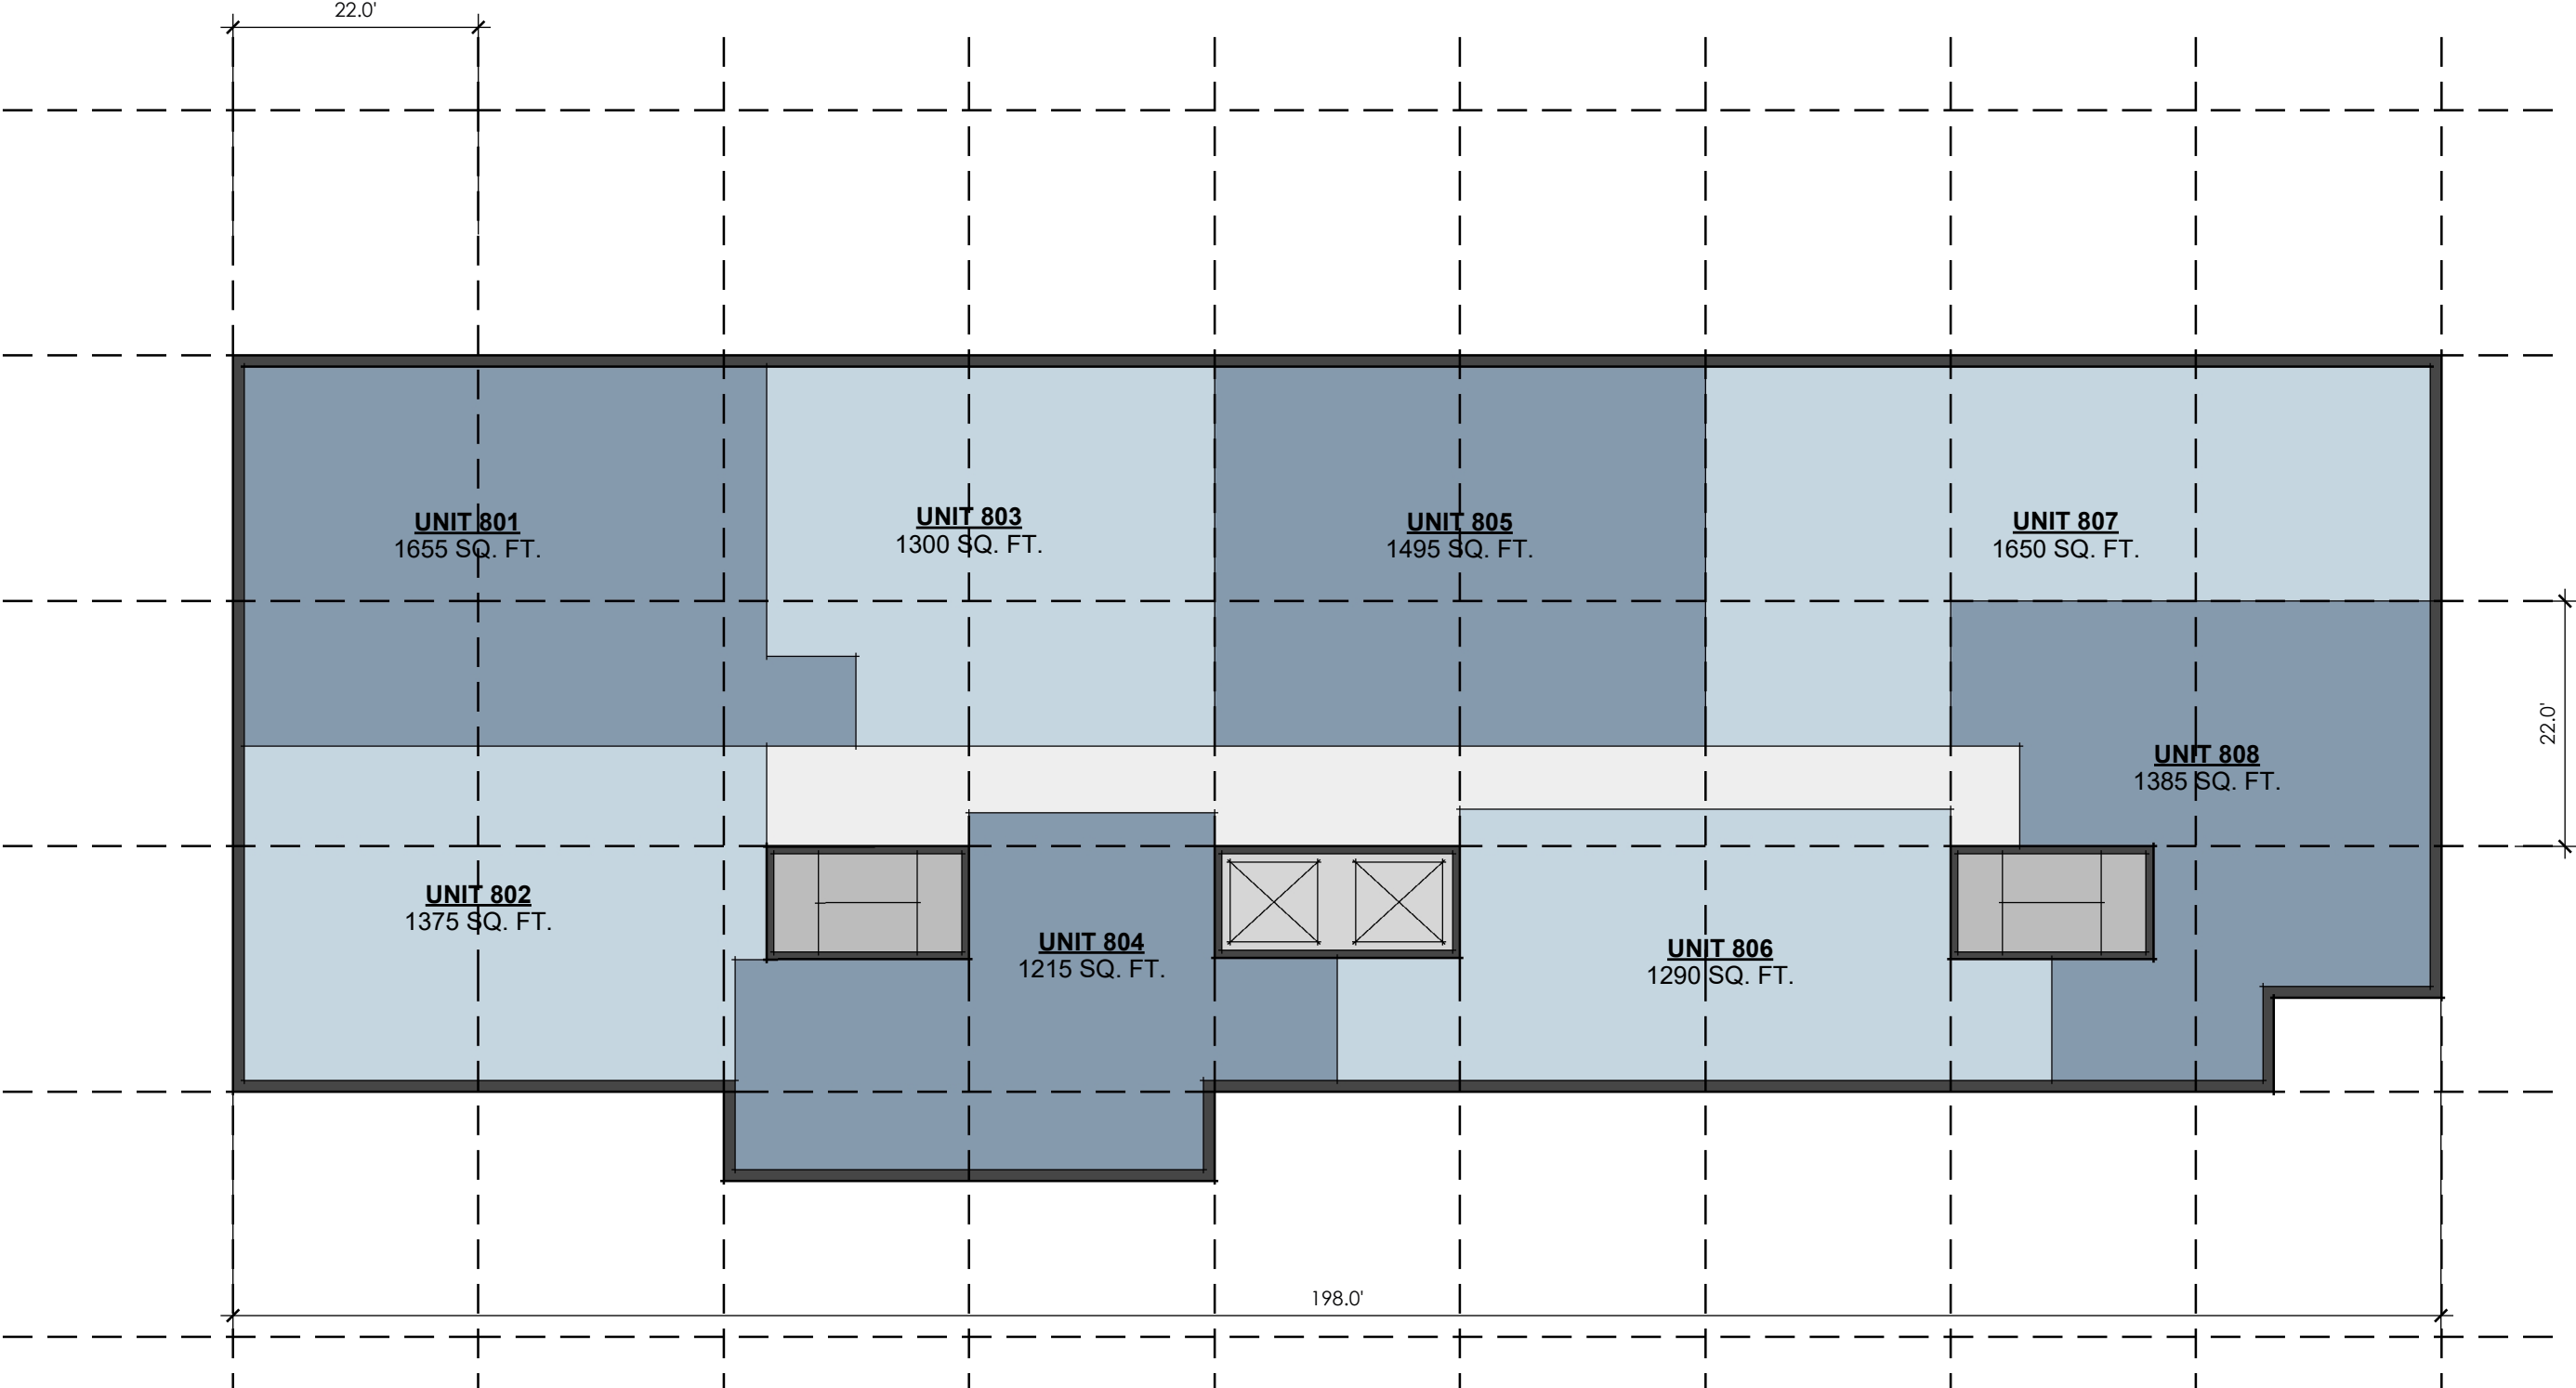 22.0'
UNIT 801
1655 SQ. FT.
UNIT 803
1300 SQ. FT.
UNIT 805
1495 SQ. FT.
UNIT 807
1650 SQ. FT.
22.0'
UNIT 808
1385 SQ. FT.
UNIT 802
1375 SQ. FT.
UNIT 804
1215 SQ. FT.
UNIT 806
1290 SQ. FT.
198.0'